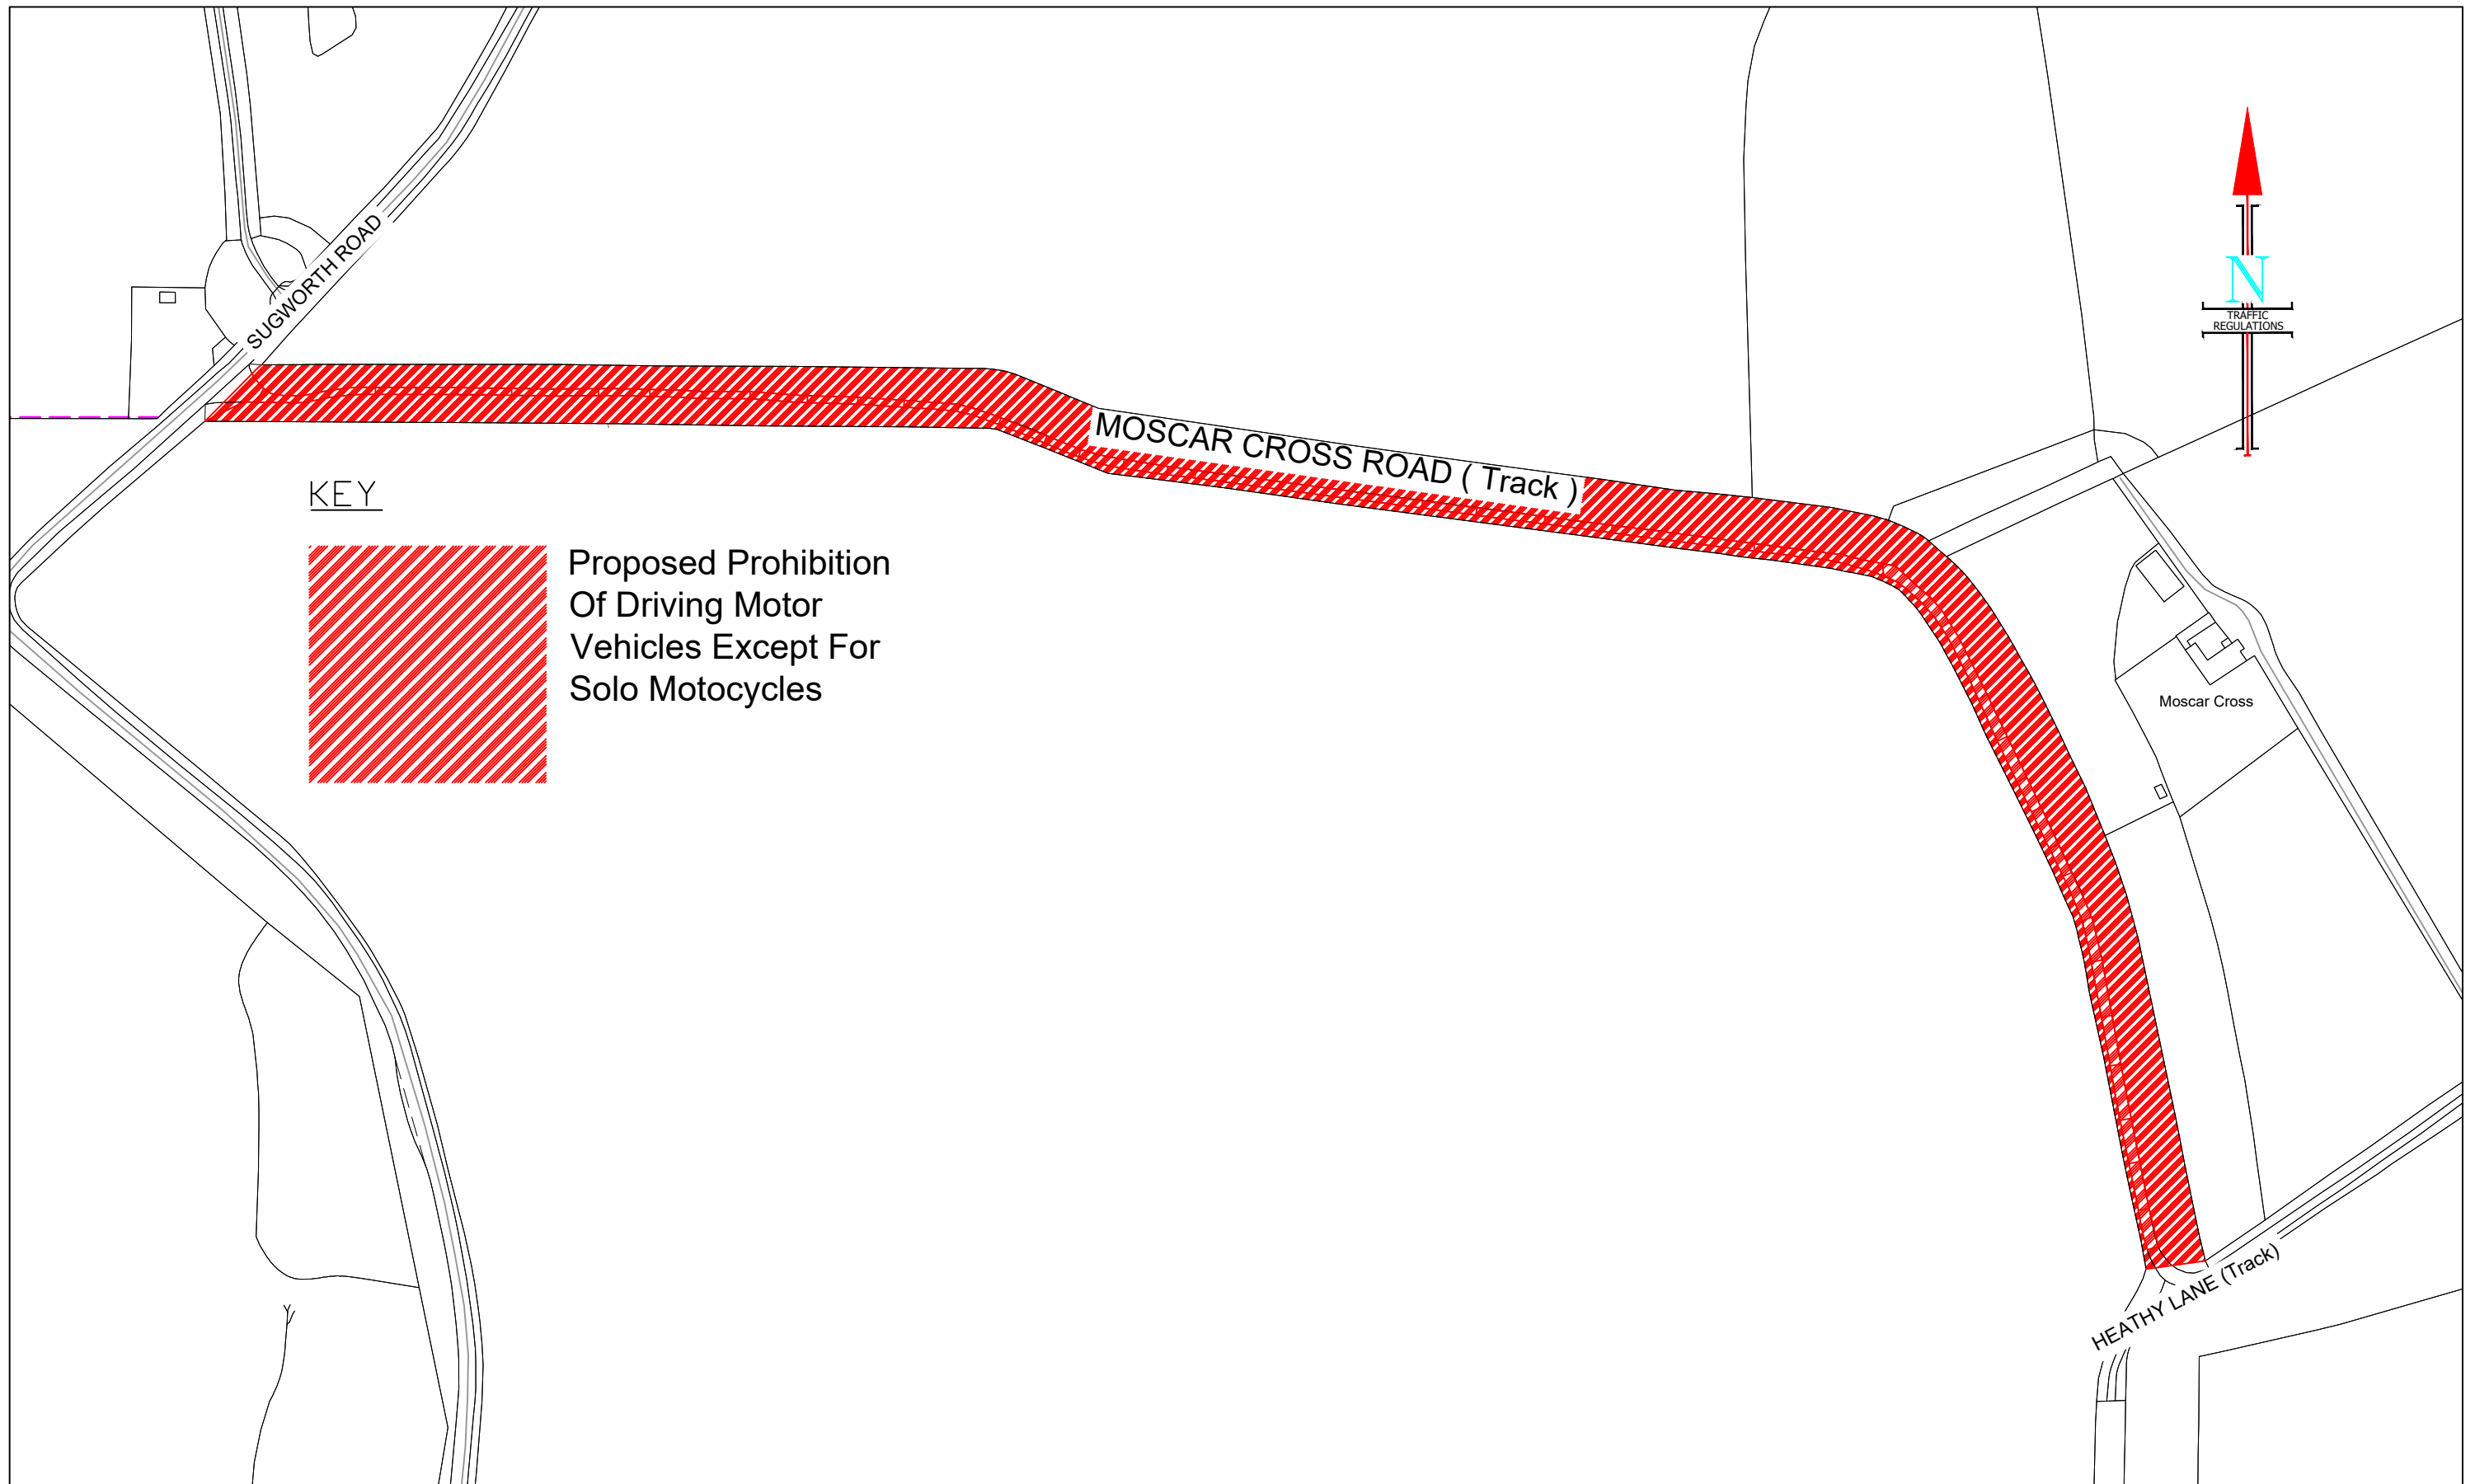 SUGWORTH ROAD
N
TRAFFIC
REGULATIONS
MOSCAR CROSS ROAD ( Track )
KEY
Proposed Prohibition
Of Driving Motor
Vehicles Except For
Solo Motocycles
Moscar Cross
HEATHY LANE (Track)